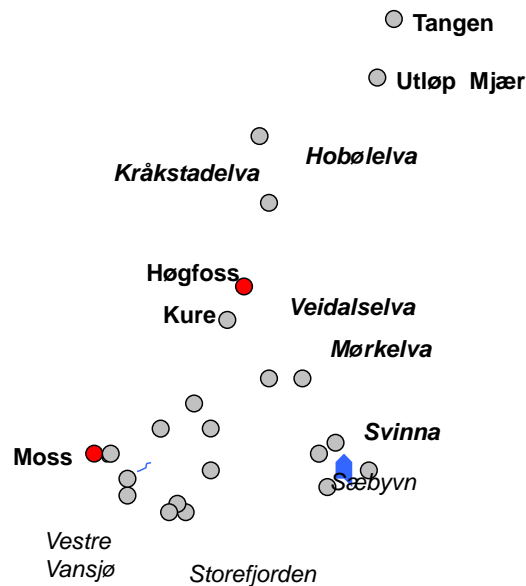 Tangen
Utløp Mjær
Hobølelva
Kråkstadelva
Høgfoss
Veidalselva
Kure
Mørkelva
Svinna
Moss
Sæbyvn
Vestre
Vansjø
Storefjorden